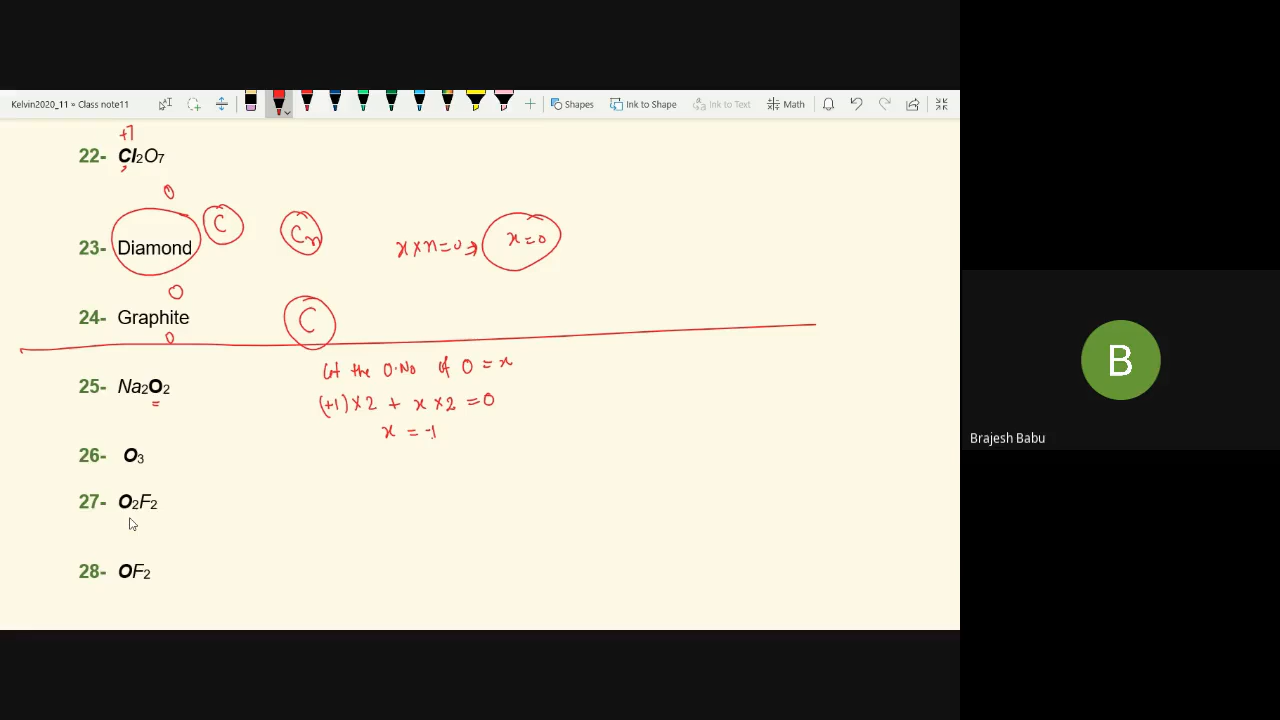 Kelvin2020_11 » Class note11
Shapes
Ink to Shape
Ink to Text
Math
+7
22- Cl₂O₇
0
C
Cn
23- Diamond
x×n=0 → x=0
0
24- Graphite
C
0
Let the O.No of O = x
25- Na₂O₂
(+1)×2 + x×2 = 0
x = -1
26- O₃
27- O₂F₂
28- OF₂
B
Brajesh Babu